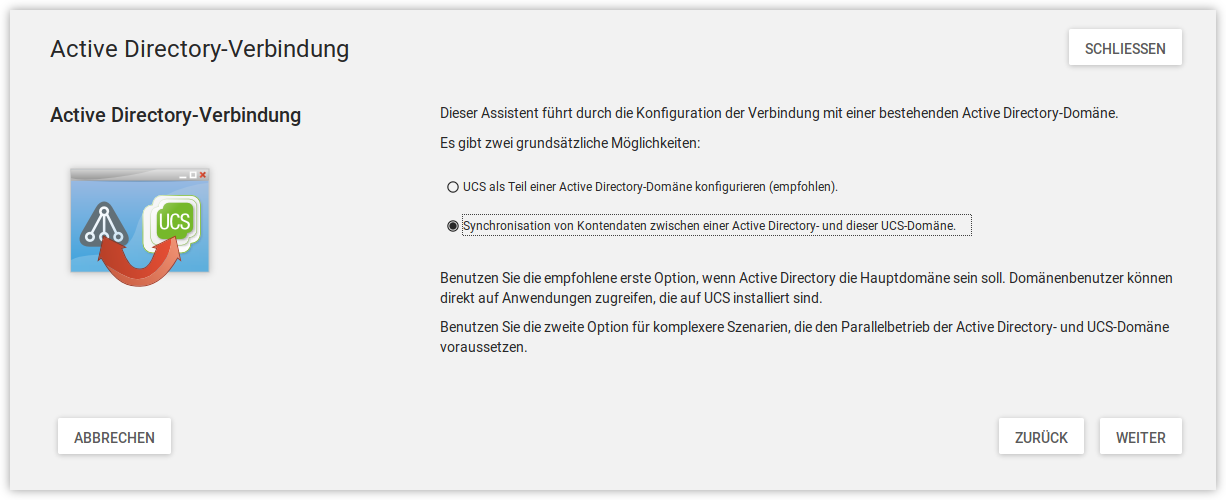 Active Directory-Verbindung
SCHLIESSEN
Active Directory-Verbindung
UCS
Dieser Assistent führt durch die Konfiguration der Verbindung mit einer bestehenden Active Directory-Domäne.
Es gibt zwei grundsätzliche Möglichkeiten:
UCS als Teil einer Active Directory-Domäne konfigurieren (empfohlen).
Synchronisation von Kontendaten zwischen einer Active Directory- und dieser UCS-Domäne.
Benutzen Sie die empfohlene erste Option, wenn Active Directory die Hauptdomäne sein soll. Domänenbenutzer können
direkt auf Anwendungen zugreifen, die auf UCS installiert sind.
Benutzen Sie die zweite Option für komplexere Szenarien, die den Parallelbetrieb der Active Directory- und UCS-Domäne
voraussetzen.
ABBRECHEN
ZURÜCK
WEITER